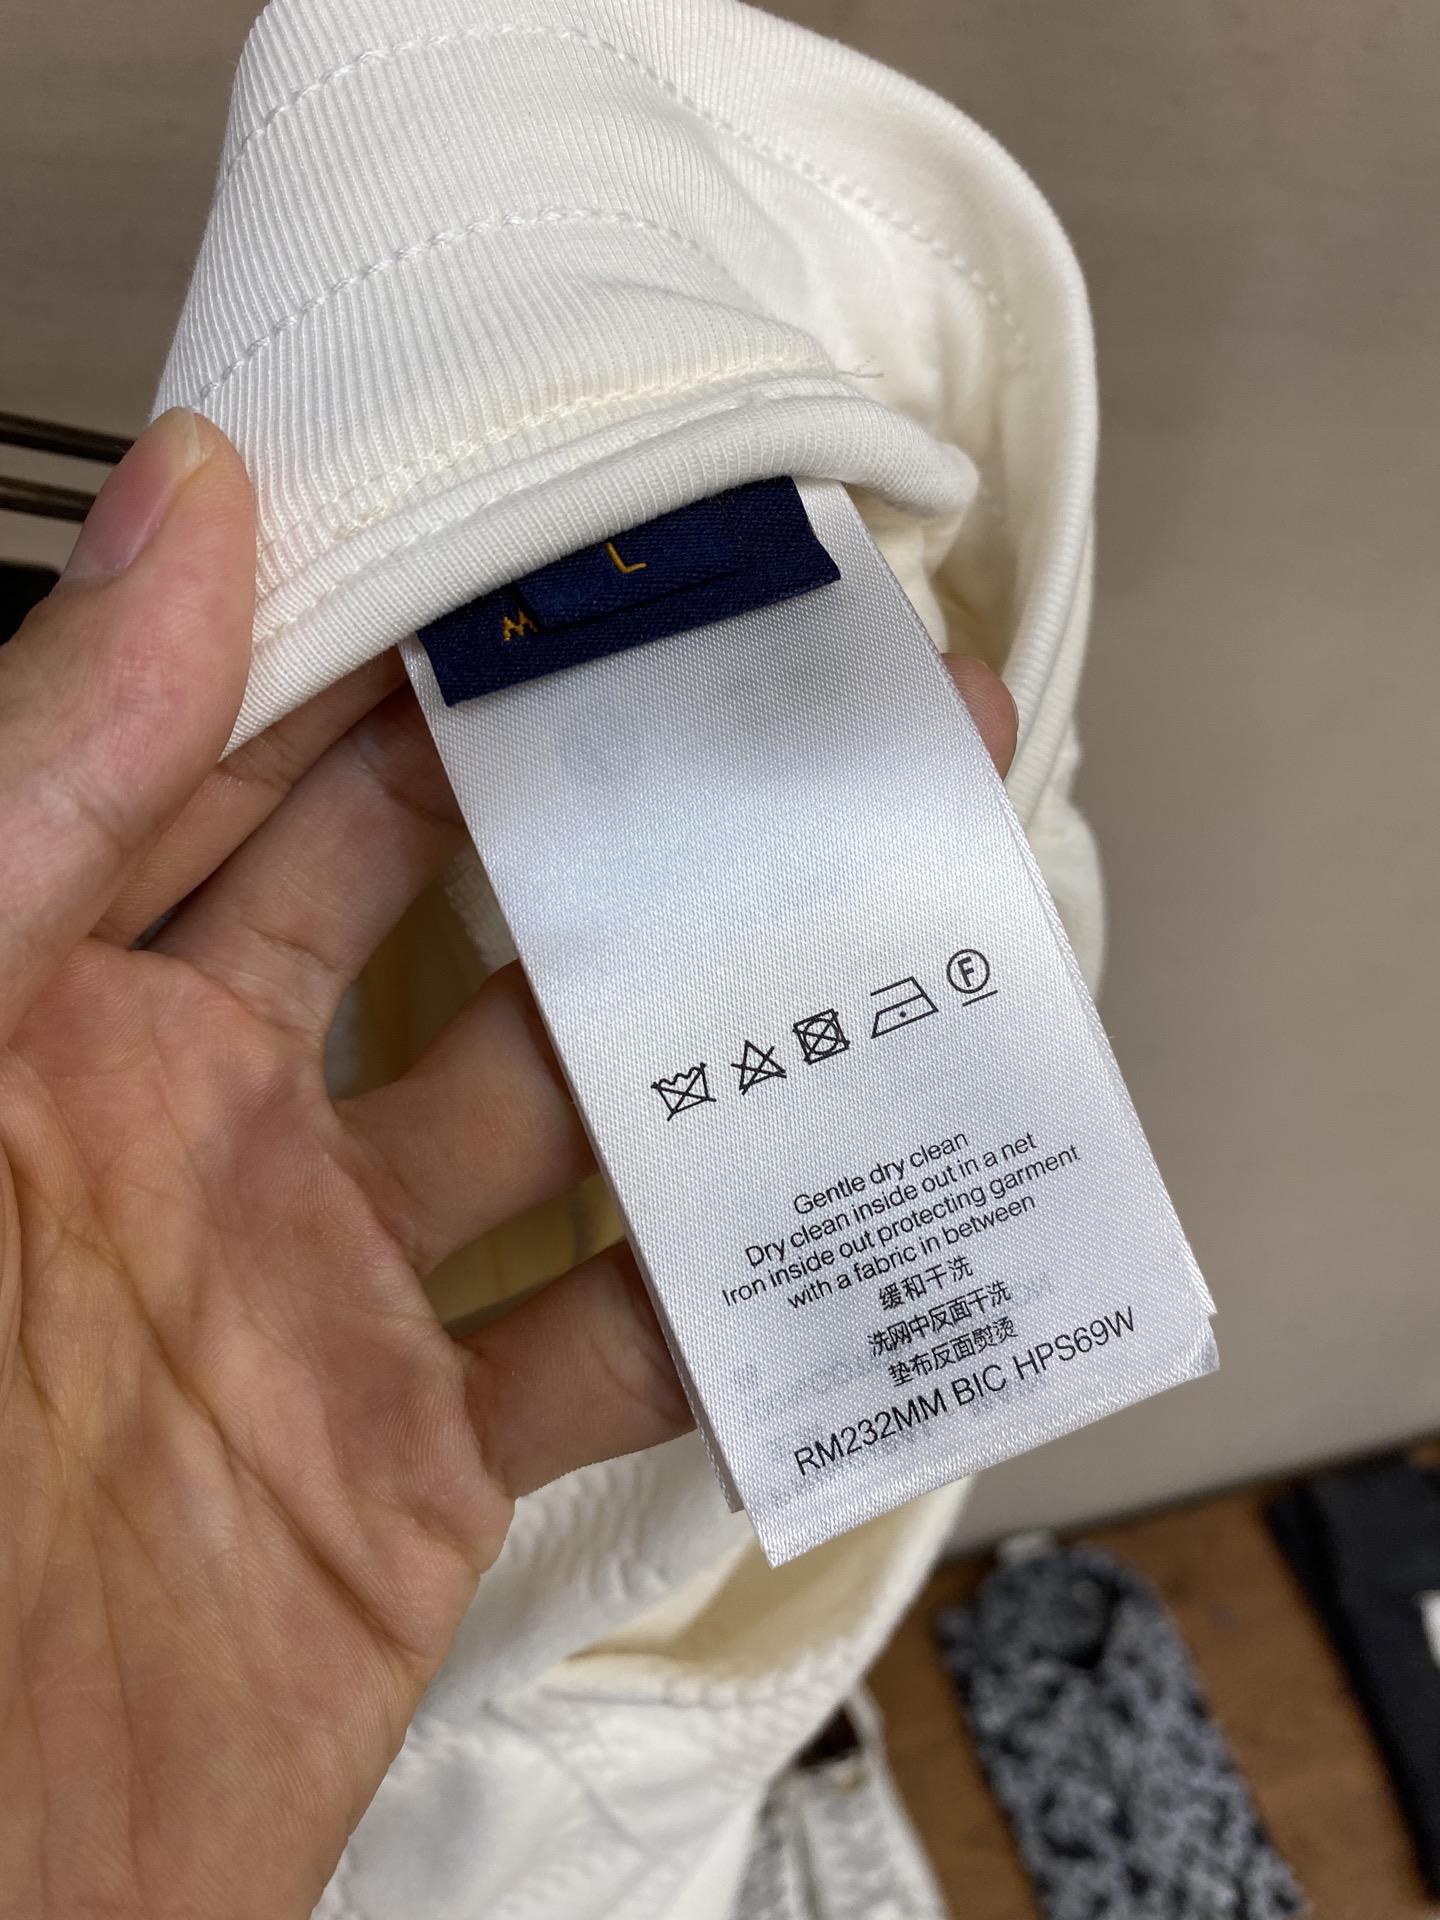 L
M
F
Gentle dry clean
Dry clean inside out in a net
Iron inside out protecting garment
with a fabric in between
缓和干洗
洗网中反面干洗
垫布反面熨烫
RM232MM BIC HPS69W